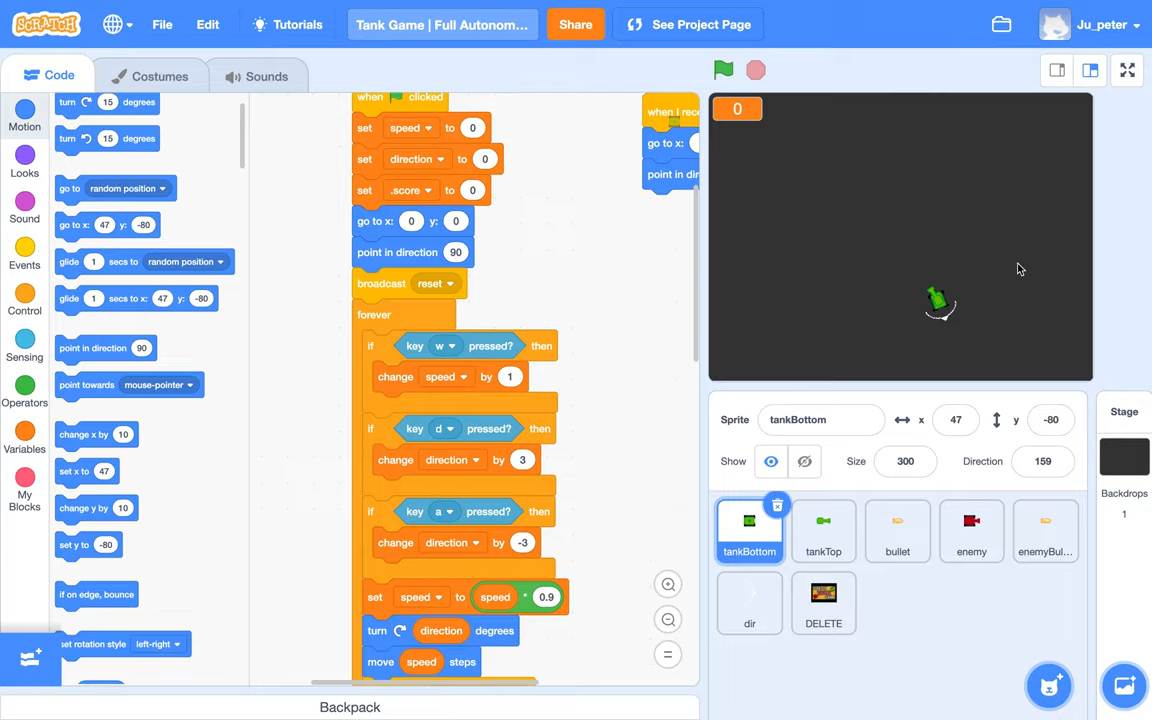 SCRATCH
File
Edit
Tutorials
Tank Game | Full Autonom...
Share
See Project Page
Ju_peter
Code
Costumes
Sounds
Motion
Looks
Sound
Events
Control
Sensing
Operators
Variables
My
Blocks
turn 15 degrees
turn 15 degrees
go to random position
go to x: 47 y: -80
glide 1 secs to random position
glide 1 secs to x: 47 y: -80
point in direction 90
point towards mouse-pointer
change x by 10
set x to 47
change y by 10
set y to -80
if on edge, bounce
set rotation style left-right
when clicked
set speed to 0
set direction to 0
set .score to 0
go to x: 0 y: 0
point in direction 90
broadcast reset
forever
if key w pressed? then
change speed by 1
if key d pressed? then
change direction by 3
if key a pressed? then
change direction by -3
set speed to speed * 0.9
turn direction degrees
move speed steps
when I rece
go to x:
point in dir
Backpack
0
Sprite tankBottom x 47 y -80
Show Size 300 Direction 159
tankBottom
tankTop
bullet
enemy
enemyBul...
dir
DELETE
Stage
Backdrops
1